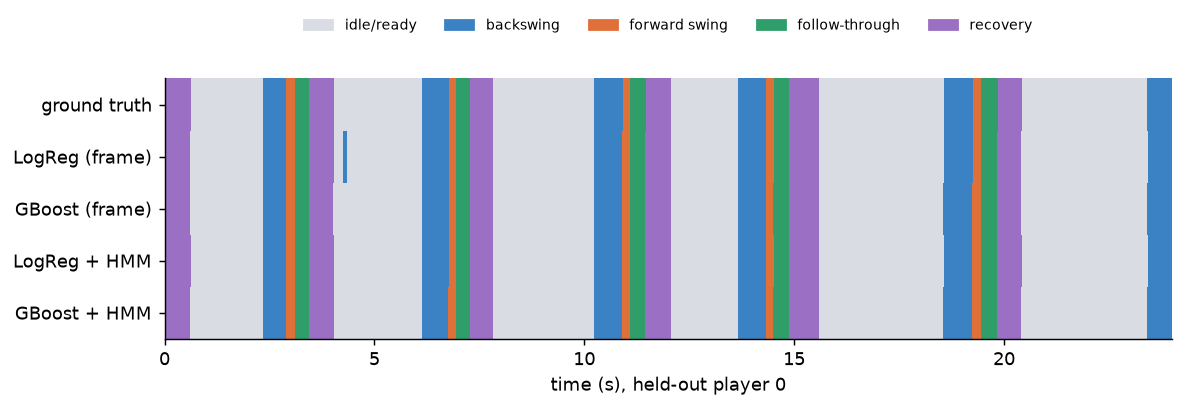 idle/ready backswing forward swing follow-through recovery
ground truth
LogReg (frame)
GBoost (frame)
LogReg + HMM
GBoost + HMM
0 5 10 15 20
time (s), held-out player 0